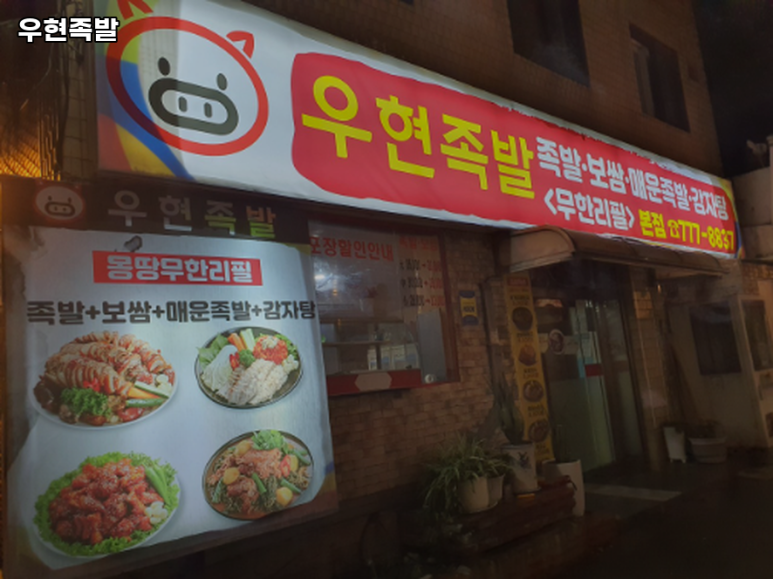 우현족발
우현족발
족발·보쌈·매운족발·감자탕
<무한리필> 본점 ☎777-8837
우현족발
몽땅무한리필
족발+보쌈+매운족발+감자탕
포장할인안내